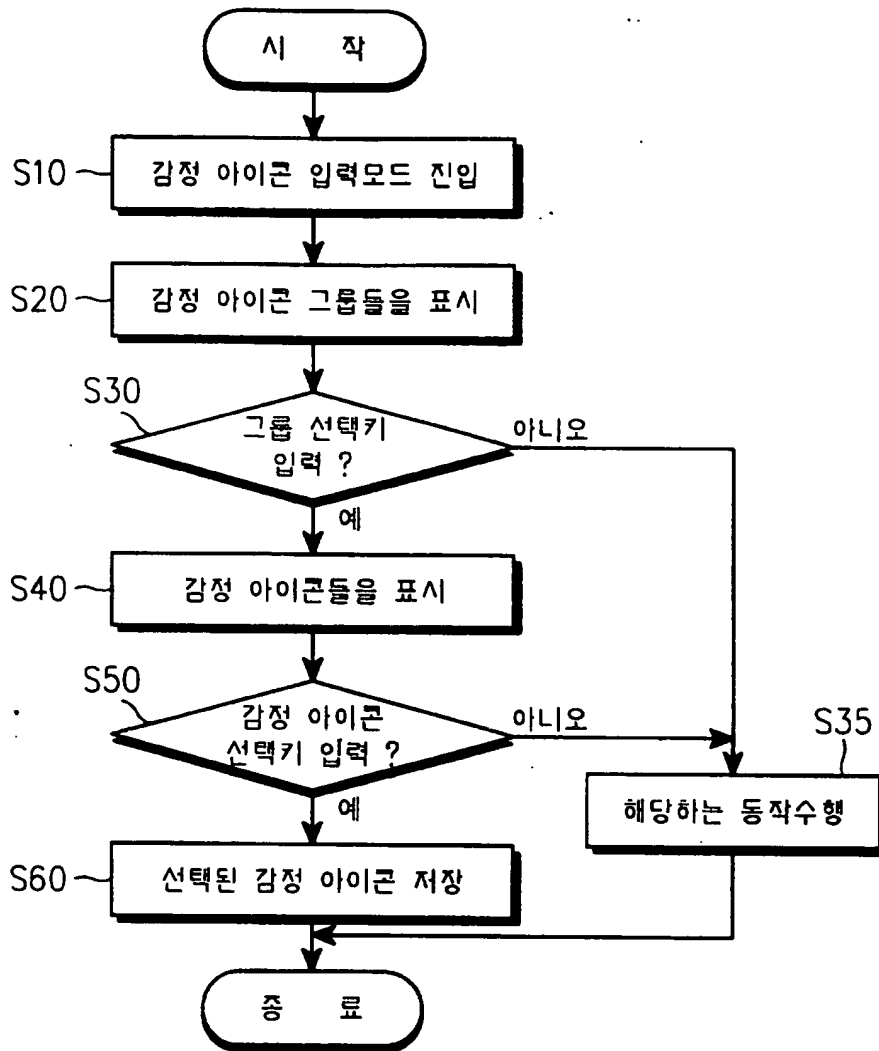 시 작
S10
감정 아이콘 입력모드 진입
S20
감정 아이콘 그룹들을 표시
S30
그룹 선택키
입력 ?
아니오
예
S40
감정 아이콘들을 표시
S50
감정 아이콘
선택키 입력 ?
아니오
예
S35
해당하는 동작수행
S60
선택된 감정 아이콘 저장
종 료